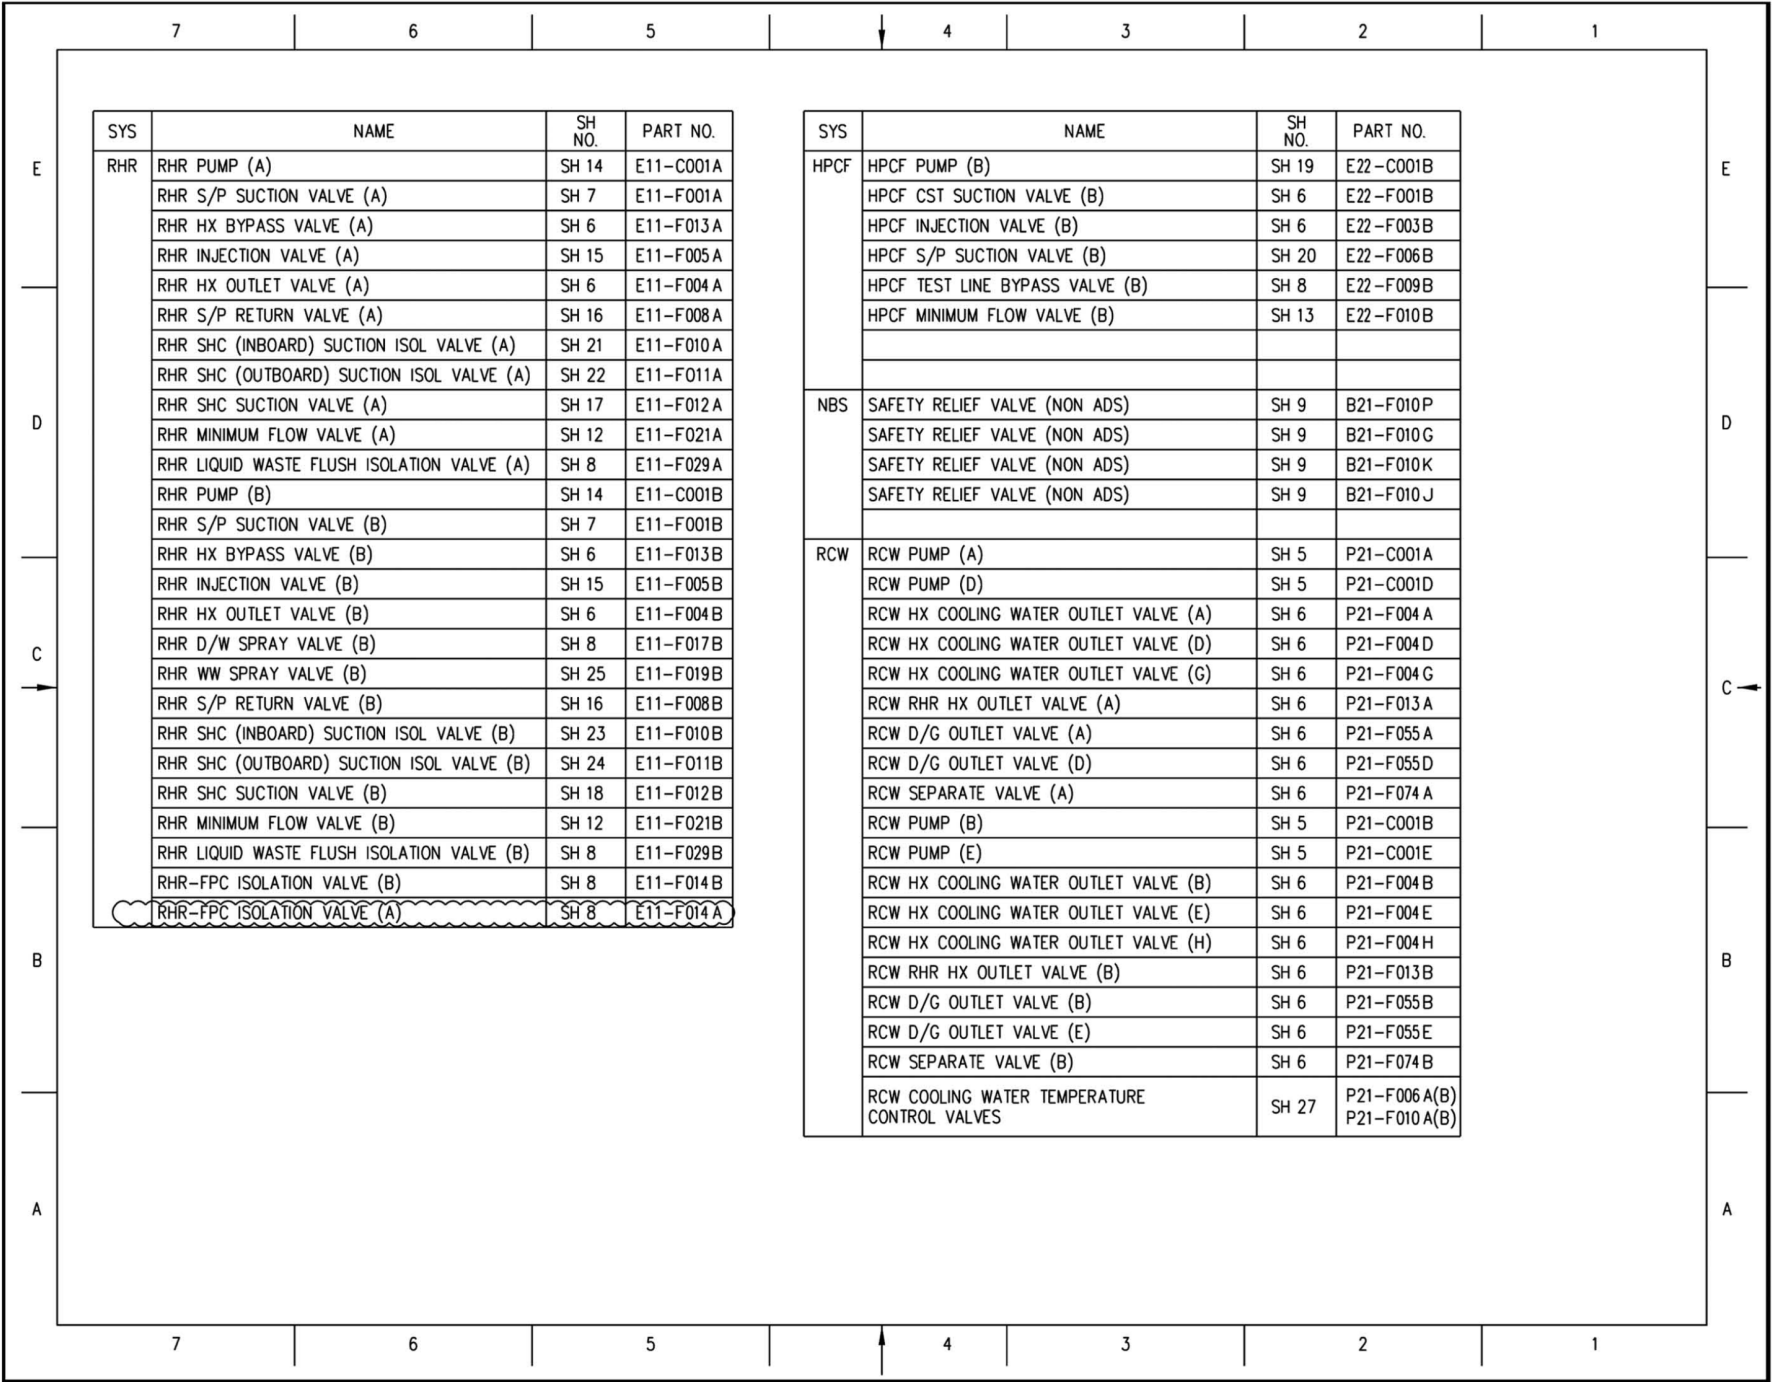 7 6 5 4 3 2 1
SYS NAME SH NO. PART NO.
RHR RHR PUMP (A) SH 14 E11-C001A
RHR S/P SUCTION VALVE (A) SH 7 E11-F001A
RHR HX BYPASS VALVE (A) SH 6 E11-F013A
RHR INJECTION VALVE (A) SH 15 E11-F005A
RHR HX OUTLET VALVE (A) SH 6 E11-F004A
RHR S/P RETURN VALVE (A) SH 16 E11-F008A
RHR SHC (INBOARD) SUCTION ISOL VALVE (A) SH 21 E11-F010A
RHR SHC (OUTBOARD) SUCTION ISOL VALVE (A) SH 22 E11-F011A
RHR SHC SUCTION VALVE (A) SH 17 E11-F012A
RHR MINIMUM FLOW VALVE (A) SH 12 E11-F021A
RHR LIQUID WASTE FLUSH ISOLATION VALVE (A) SH 8 E11-F029A
RHR PUMP (B) SH 14 E11-C001B
RHR S/P SUCTION VALVE (B) SH 7 E11-F001B
RHR HX BYPASS VALVE (B) SH 6 E11-F013B
RHR INJECTION VALVE (B) SH 15 E11-F005B
RHR HX OUTLET VALVE (B) SH 6 E11-F004B
RHR D/W SPRAY VALVE (B) SH 8 E11-F017B
RHR WW SPRAY VALVE (B) SH 25 E11-F019B
RHR S/P RETURN VALVE (B) SH 16 E11-F008B
RHR SHC (INBOARD) SUCTION ISOL VALVE (B) SH 23 E11-F010B
RHR SHC (OUTBOARD) SUCTION ISOL VALVE (B) SH 24 E11-F011B
RHR SHC SUCTION VALVE (B) SH 18 E11-F012B
RHR MINIMUM FLOW VALVE (B) SH 12 E11-F021B
RHR LIQUID WASTE FLUSH ISOLATION VALVE (B) SH 8 E11-F029B
RHR-FPC ISOLATION VALVE (B) SH 8 E11-F014B
RHR-FPC ISOLATION VALVE (A) SH 8 E11-F014A
SYS NAME SH NO. PART NO.
HPCF HPCF PUMP (B) SH 19 E22-C001B
HPCF CST SUCTION VALVE (B) SH 6 E22-F001B
HPCF INJECTION VALVE (B) SH 6 E22-F003B
HPCF S/P SUCTION VALVE (B) SH 20 E22-F006B
HPCF TEST LINE BYPASS VALVE (B) SH 8 E22-F009B
HPCF MINIMUM FLOW VALVE (B) SH 13 E22-F010B
NBS SAFETY RELIEF VALVE (NON ADS) SH 9 B21-F010P
SAFETY RELIEF VALVE (NON ADS) SH 9 B21-F010G
SAFETY RELIEF VALVE (NON ADS) SH 9 B21-F010K
SAFETY RELIEF VALVE (NON ADS) SH 9 B21-F010J
RCW RCW PUMP (A) SH 5 P21-C001A
RCW PUMP (D) SH 5 P21-C001D
RCW HX COOLING WATER OUTLET VALVE (A) SH 6 P21-F004A
RCW HX COOLING WATER OUTLET VALVE (D) SH 6 P21-F004D
RCW HX COOLING WATER OUTLET VALVE (G) SH 6 P21-F004G
RCW RHR HX OUTLET VALVE (A) SH 6 P21-F013A
RCW D/G OUTLET VALVE (A) SH 6 P21-F055A
RCW D/G OUTLET VALVE (D) SH 6 P21-F055D
RCW SEPARATE VALVE (A) SH 6 P21-F074A
RCW PUMP (B) SH 5 P21-C001B
RCW PUMP (E) SH 5 P21-C001E
RCW HX COOLING WATER OUTLET VALVE (B) SH 6 P21-F004B
RCW HX COOLING WATER OUTLET VALVE (E) SH 6 P21-F004E
RCW HX COOLING WATER OUTLET VALVE (H) SH 6 P21-F004H
RCW RHR HX OUTLET VALVE (B) SH 6 P21-F013B
RCW D/G OUTLET VALVE (B) SH 6 P21-F055B
RCW D/G OUTLET VALVE (E) SH 6 P21-F055E
RCW SEPARATE VALVE (B) SH 6 P21-F074B
RCW COOLING WATER TEMPERATURE
CONTROL VALVES SH 27 P21-F006A(B)
P21-F010A(B)
E E
D D
C C
B B
A A
7 6 5 4 3 2 1